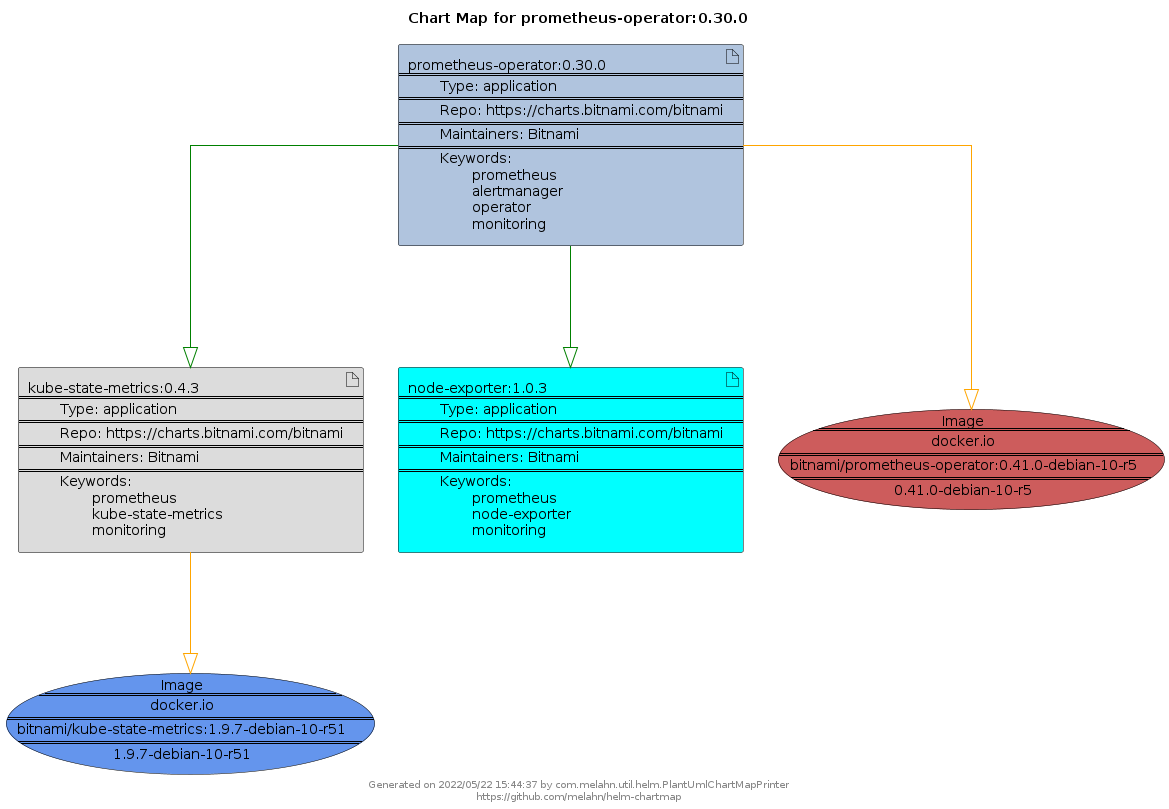 Chart Map for prometheus-operator:0.30.0
prometheus-operator:0.30.0
Type: application
Repo: https://charts.bitnami.com/bitnami
Maintainers: Bitnami
Keywords:
prometheus
alertmanager
operator
monitoring
kube-state-metrics:0.4.3
Type: application
Repo: https://charts.bitnami.com/bitnami
Maintainers: Bitnami
Keywords:
prometheus
kube-state-metrics
monitoring
node-exporter:1.0.3
Type: application
Repo: https://charts.bitnami.com/bitnami
Maintainers: Bitnami
Keywords:
prometheus
node-exporter
monitoring
Image
docker.io
bitnami/prometheus-operator:0.41.0-debian-10-r5
0.41.0-debian-10-r5
Image
docker.io
bitnami/kube-state-metrics:1.9.7-debian-10-r51
1.9.7-debian-10-r51
Generated on 2022/05/22 15:44:37 by com.melahn.util.helm.PlantUmlChartMapPrinter
https://github.com/melahn/helm-chartmap